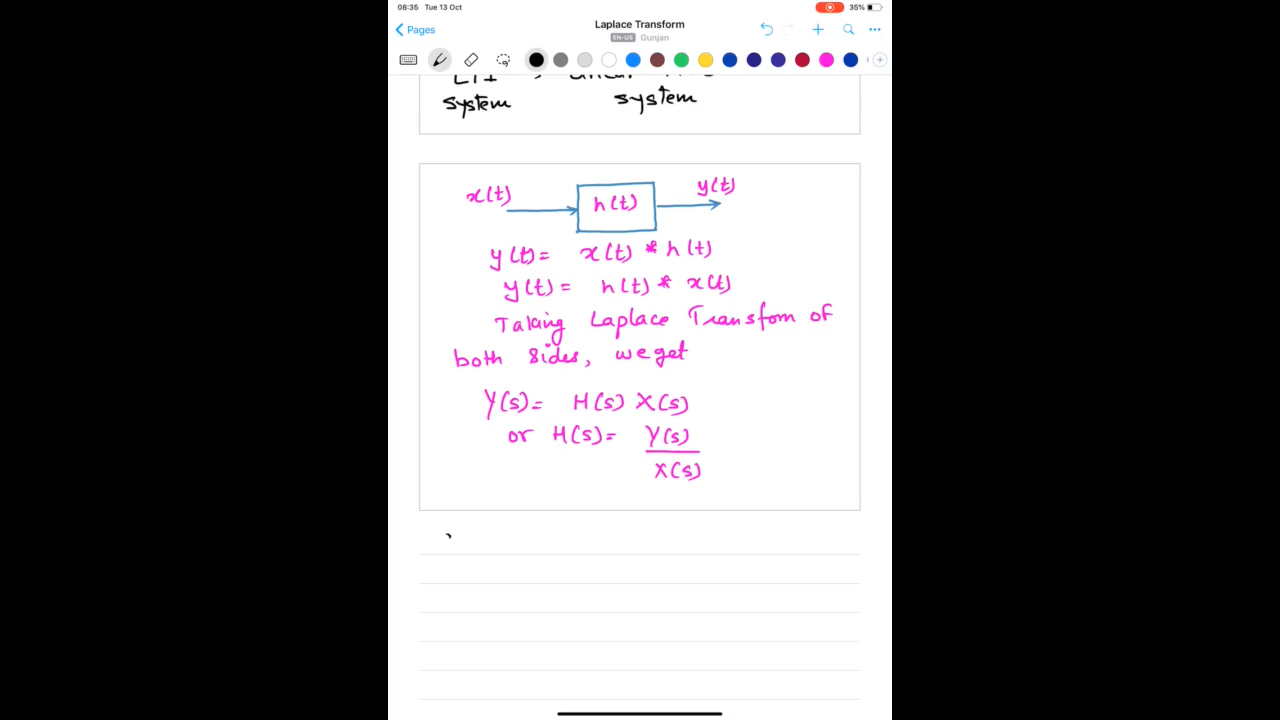 08:35 Tue 13 Oct
35%
Laplace Transform
Pages
EN-US Gunjan
system system
x(t) h(t) y(t)
y(t) = x(t) * h(t)
y(t) = h(t) * x(t)
Taking Laplace Transfom of
both sides, we get
Y(s) = H(s) X(s)
or H(s) = Y(s)
X(s)